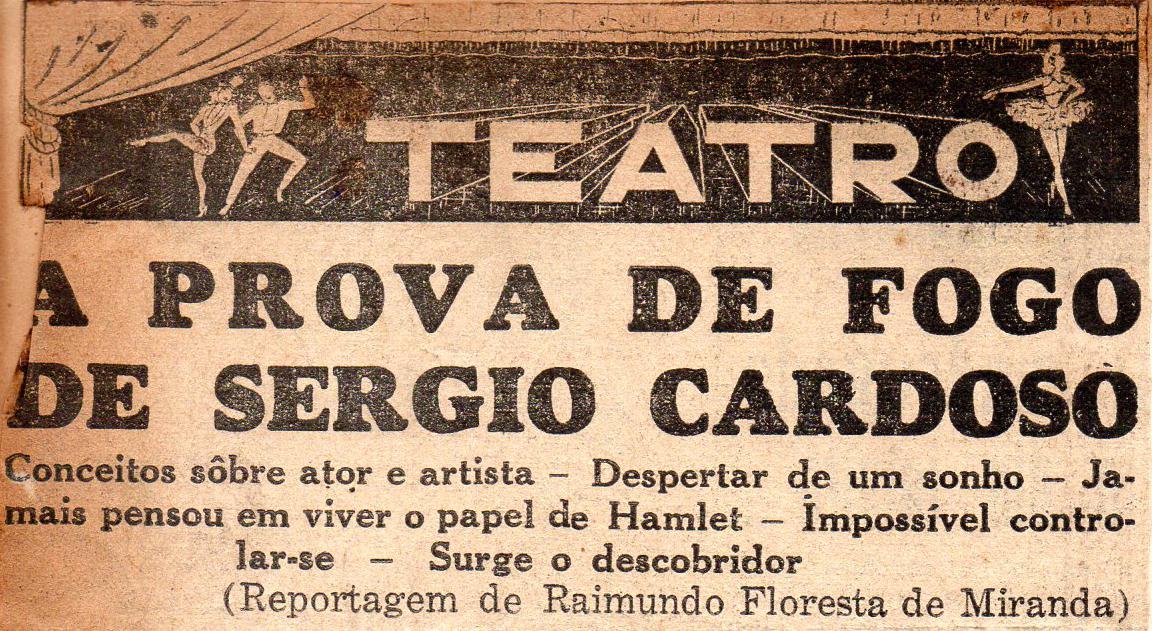 TEATRO
A PROVA DE FOGO
DE SERGIO CARDOSO
Conceitos sôbre ator e artista — Despertar de um sonho — Ja-
mais pensou em viver o papel de Hamlet — Impossível contro-
lar-se — Surge o descobridor
(Reportagem de Raimundo Floresta de Miranda)